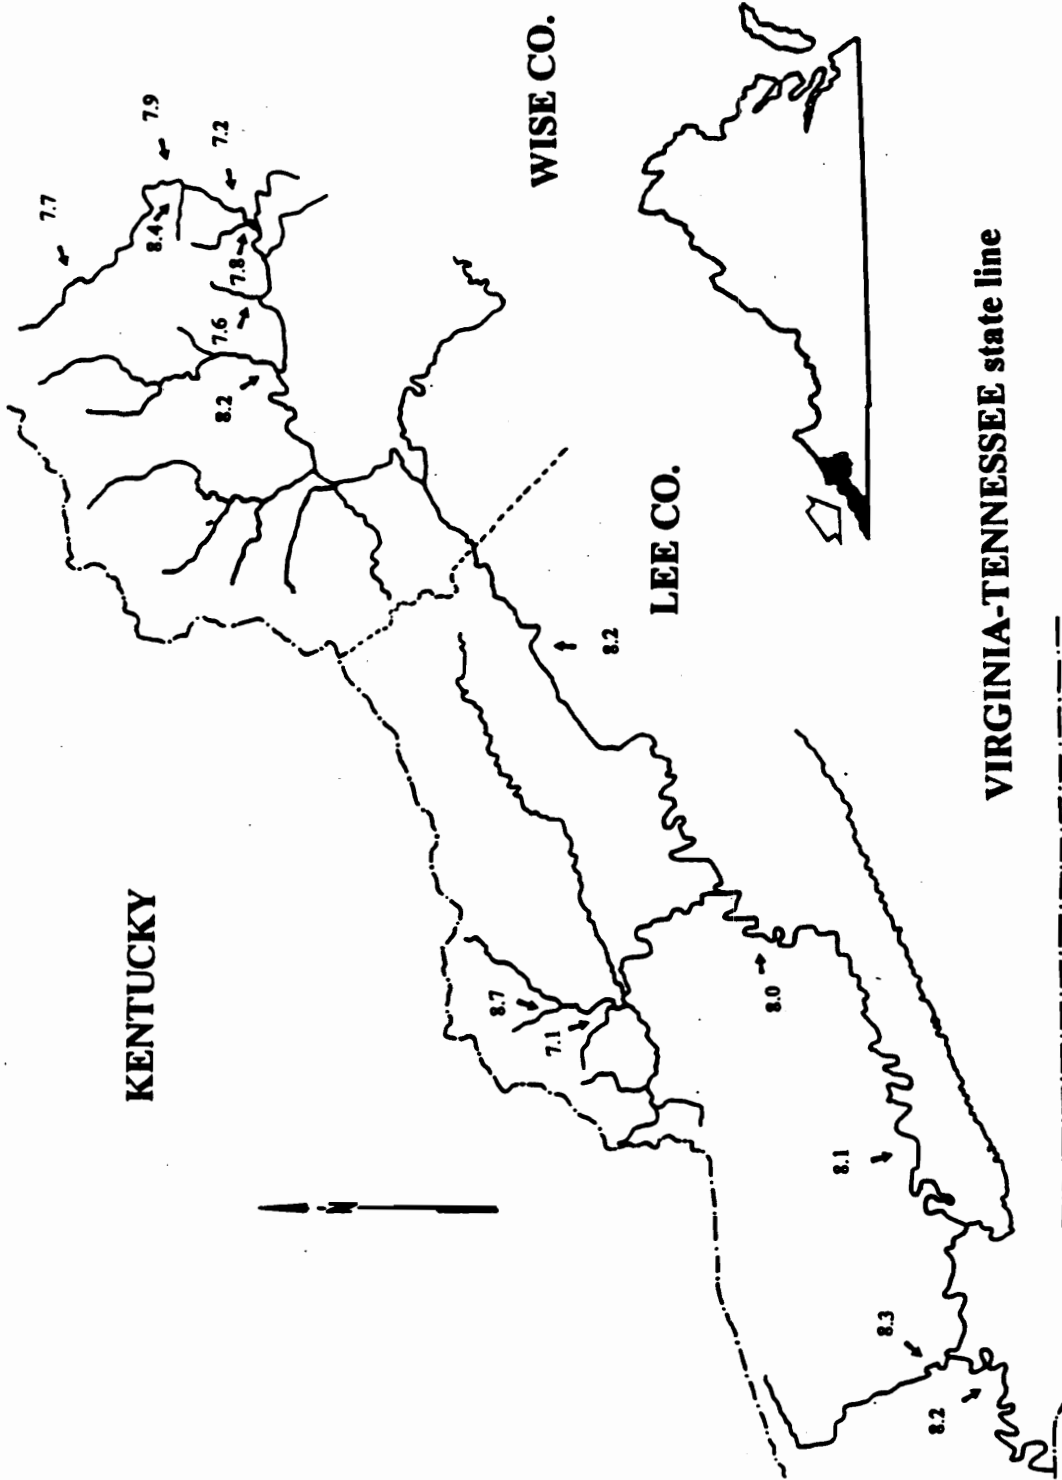 KENTUCKY
WISE CO.
LEE CO.
VIRGINIA-TENNESSEE state line
7.7
7.9
8.4
7.2
7.8
7.6
8.2
8.2
8.7
7.1
8.0
8.1
8.3
8.2
N